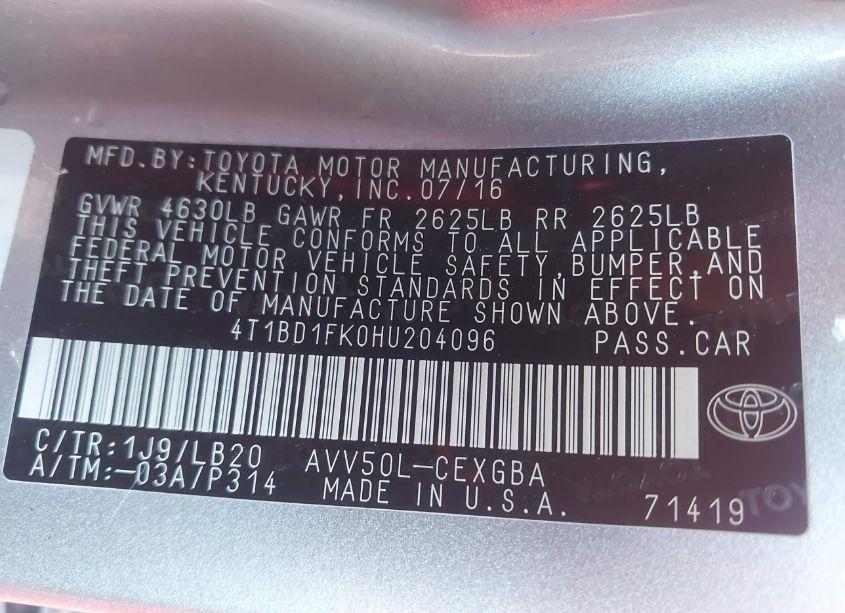 MFD.BY:TOYOTA MOTOR MANUFACTURING,
KENTUCKY,INC.07/16
GVWR 4630LB GAWR FR 2625LB RR 2625LB
THIS VEHICLE CONFORMS TO ALL APPLICABLE
FEDERAL MOTOR VEHICLE SAFETY,BUMPER,AND
THEFT PREVENTION STANDARDS IN EFFECT ON
THE DATE OF MANUFACTURE SHOWN ABOVE.
4T1BD1FK0HU204096 PASS.CAR
C/TR:1J9/LB20 AVV50L-CEXGBA
A/TM:-03A/P314 MADE IN U.S.A. 71419